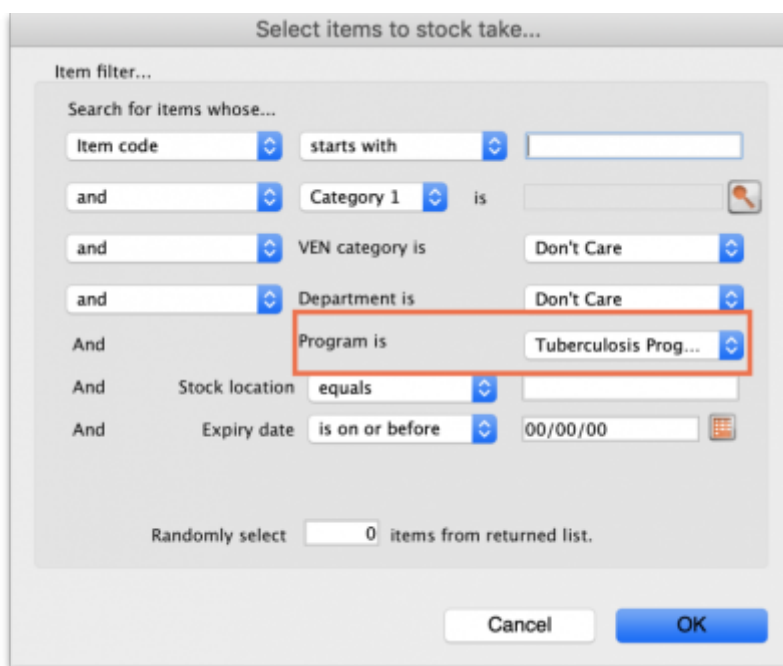 Select items to stock take...
Item filter...
Search for items whose...
Item code starts with
and Category 1 is
and VEN category is Don't Care
and Department is Don't Care
And Program is Tuberculosis Prog...
And Stock location equals
And Expiry date is on or before 00/00/00
Randomly select 0 items from returned list.
Cancel OK